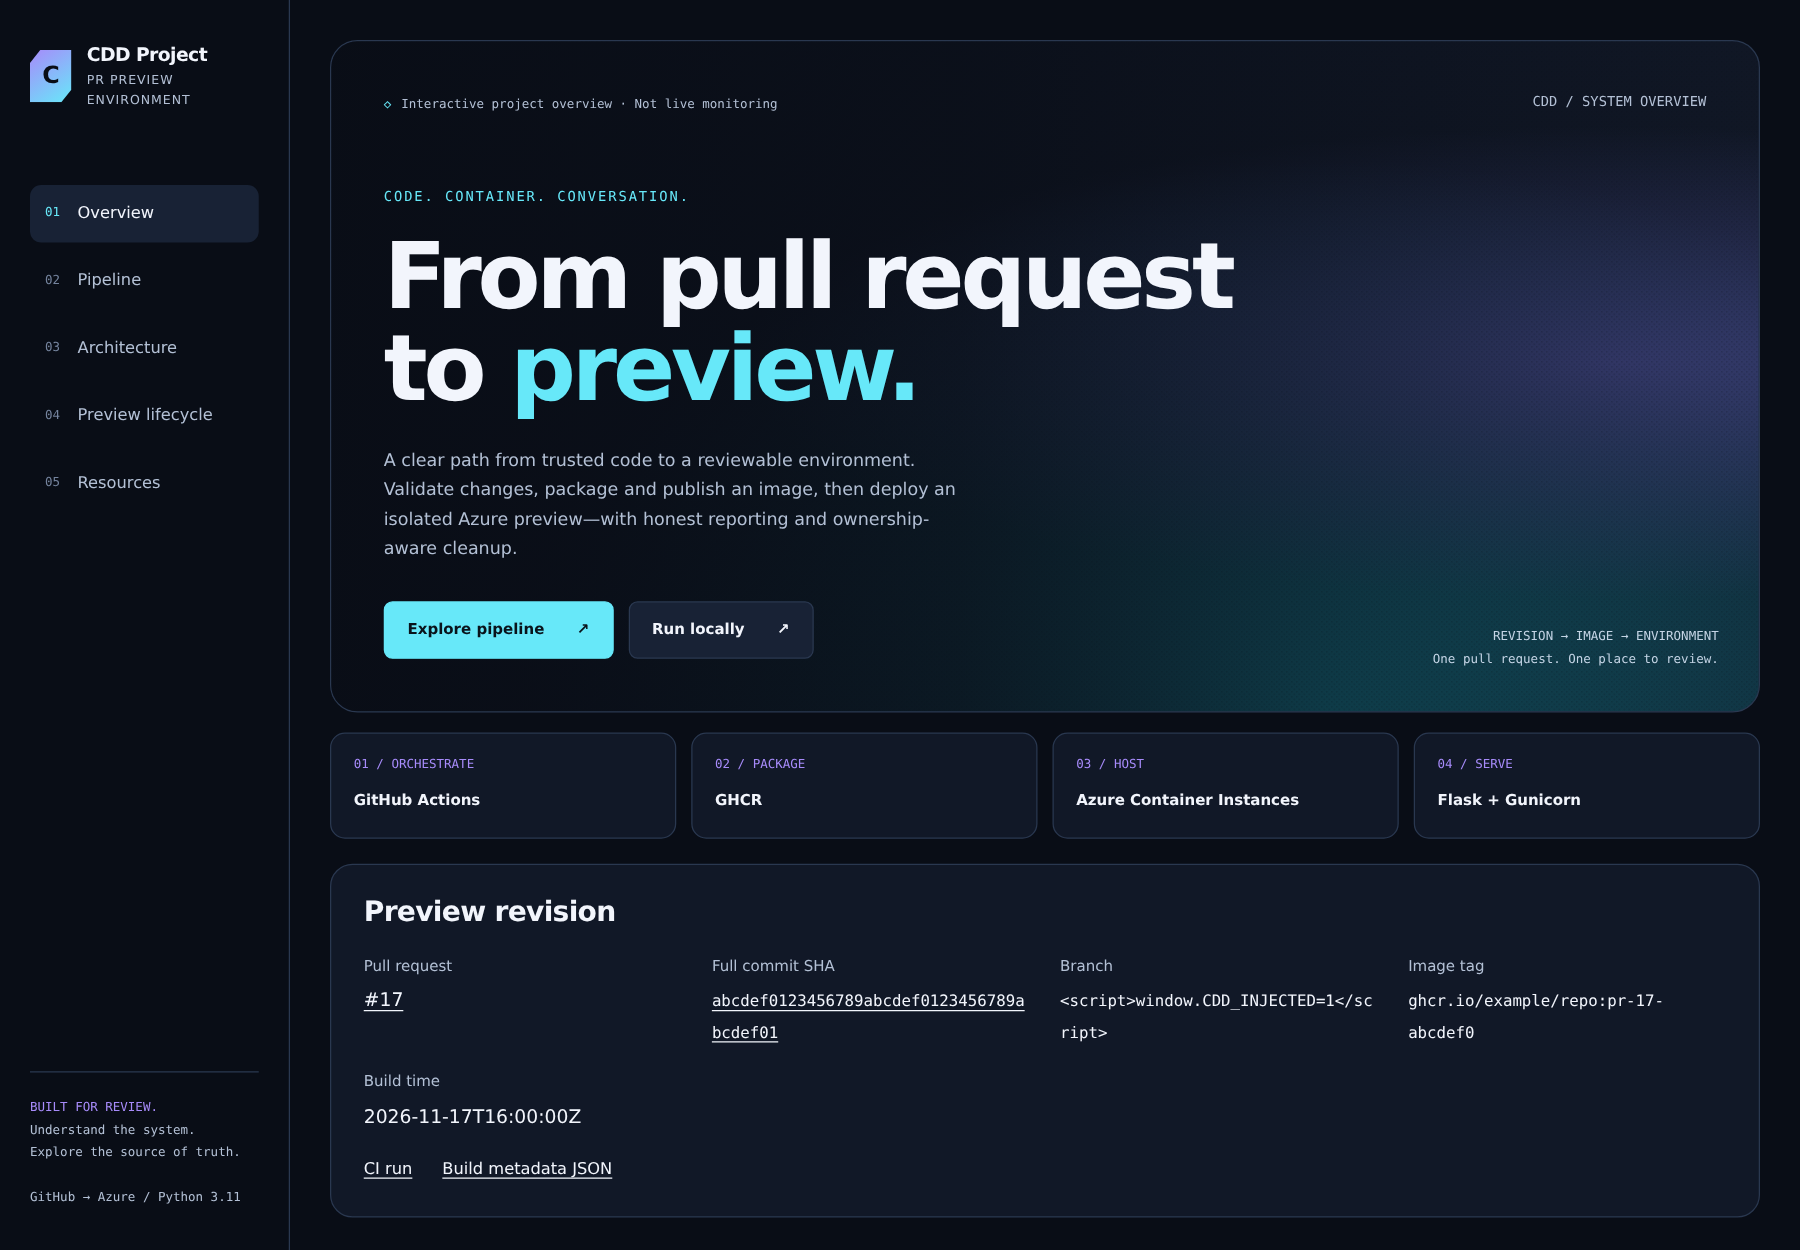 C
CDD Project
PR PREVIEW
ENVIRONMENT
01 Overview
02 Pipeline
03 Architecture
04 Preview lifecycle
05 Resources
BUILT FOR REVIEW.
Understand the system.
Explore the source of truth.
GitHub → Azure / Python 3.11
◇ Interactive project overview · Not live monitoring
CDD / SYSTEM OVERVIEW
CODE. CONTAINER. CONVERSATION.
From pull request
to preview.
A clear path from trusted code to a reviewable environment.
Validate changes, package and publish an image, then deploy an
isolated Azure preview—with honest reporting and ownership-
aware cleanup.
Explore pipeline ↗
Run locally ↗
REVISION → IMAGE → ENVIRONMENT
One pull request. One place to review.
01 / ORCHESTRATE
GitHub Actions
02 / PACKAGE
GHCR
03 / HOST
Azure Container Instances
04 / SERVE
Flask + Gunicorn
Preview revision
Pull request
#17
Full commit SHA
abcdef0123456789abcdef0123456789a
bcdef01
Branch
<script>window.CDD_INJECTED=1</sc
ript>
Image tag
ghcr.io/example/repo:pr-17-
abcdef0
Build time
2026-11-17T16:00:00Z
CI run
Build metadata JSON